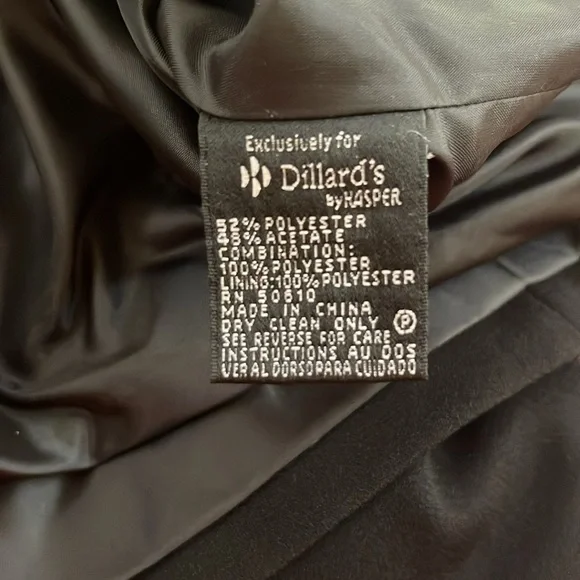 Exclusively for
Dillard's
by KASPER
52% POLYESTER
48% ACETATE
COMBINATION:
100% POLYESTER
LINING:100% POLYESTER
RN 50610
MADE IN CHINA
DRY CLEAN ONLY P
SEE REVERSE FOR CARE
INSTRUCTIONS AU DOS
VER AL DORSO PARA CUIDADO